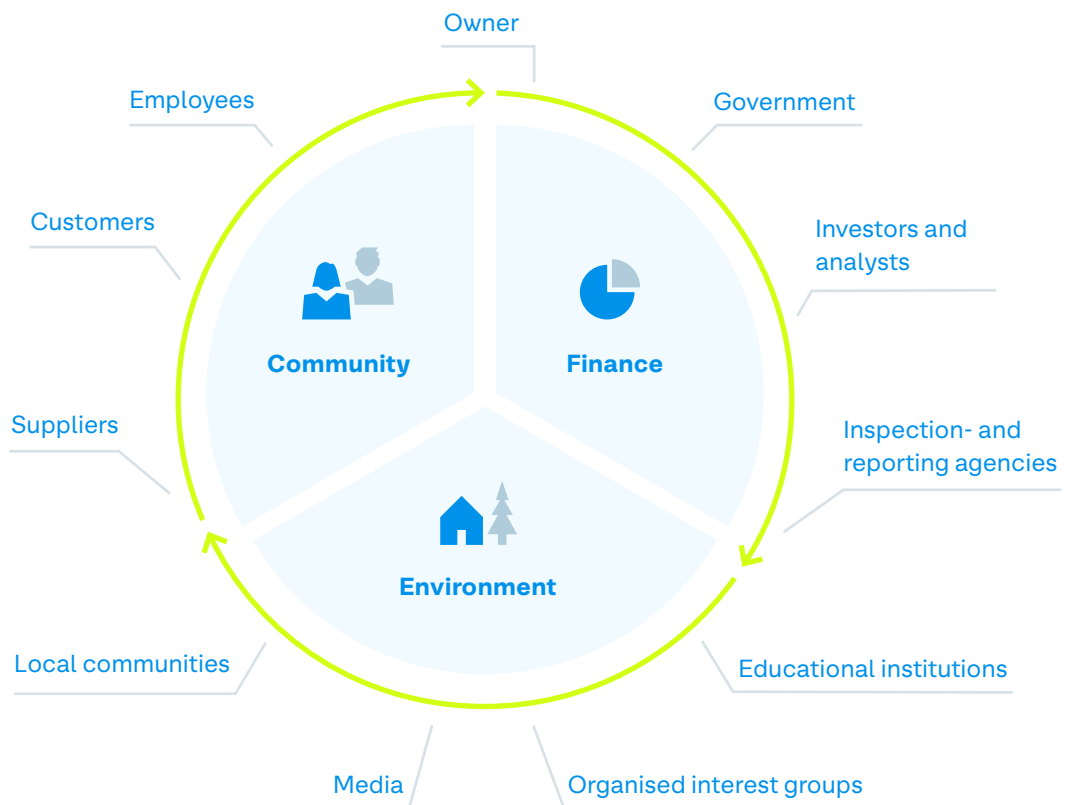 Owner
Employees
Government
Customers
Investors and
analysts
Community
Finance
Suppliers
Inspection- and
reporting agencies
Environment
Local communities
Educational institutions
Media
Organised interest groups